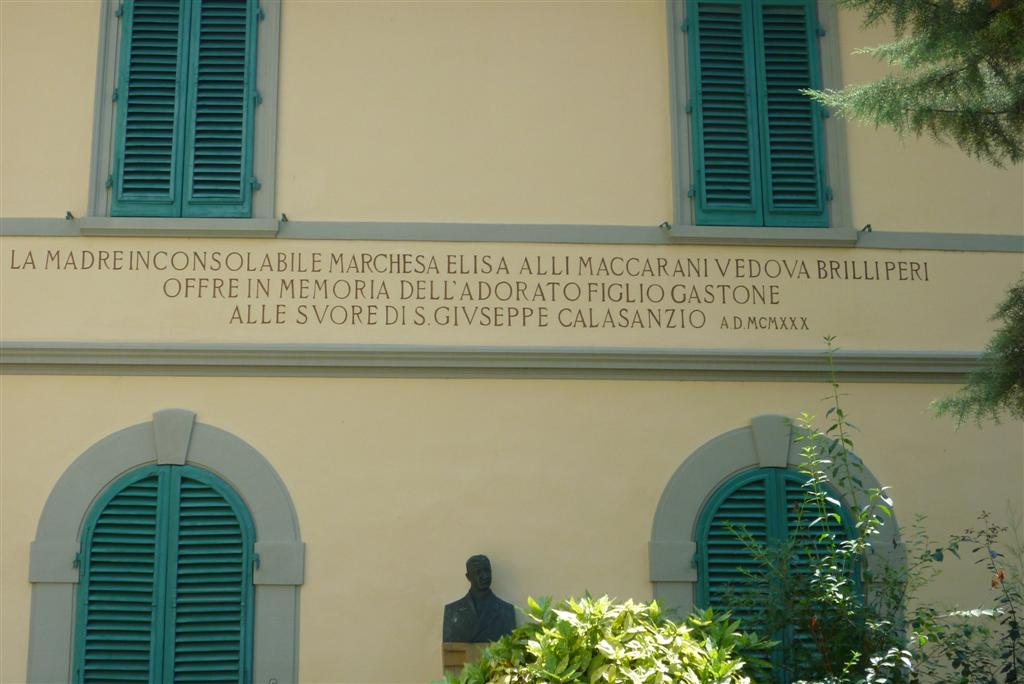 LA MADRE INCONSOLABILE MARCHESA ELISA ALLI MACCARANI VEDOVA BRILLI PERI
OFFRE IN MEMORIA DELL'ADORATO FIGLIO GASTONE
ALLE SVORE DI S. GIVSEPPE CALASANZIO A.D. MCMXXX